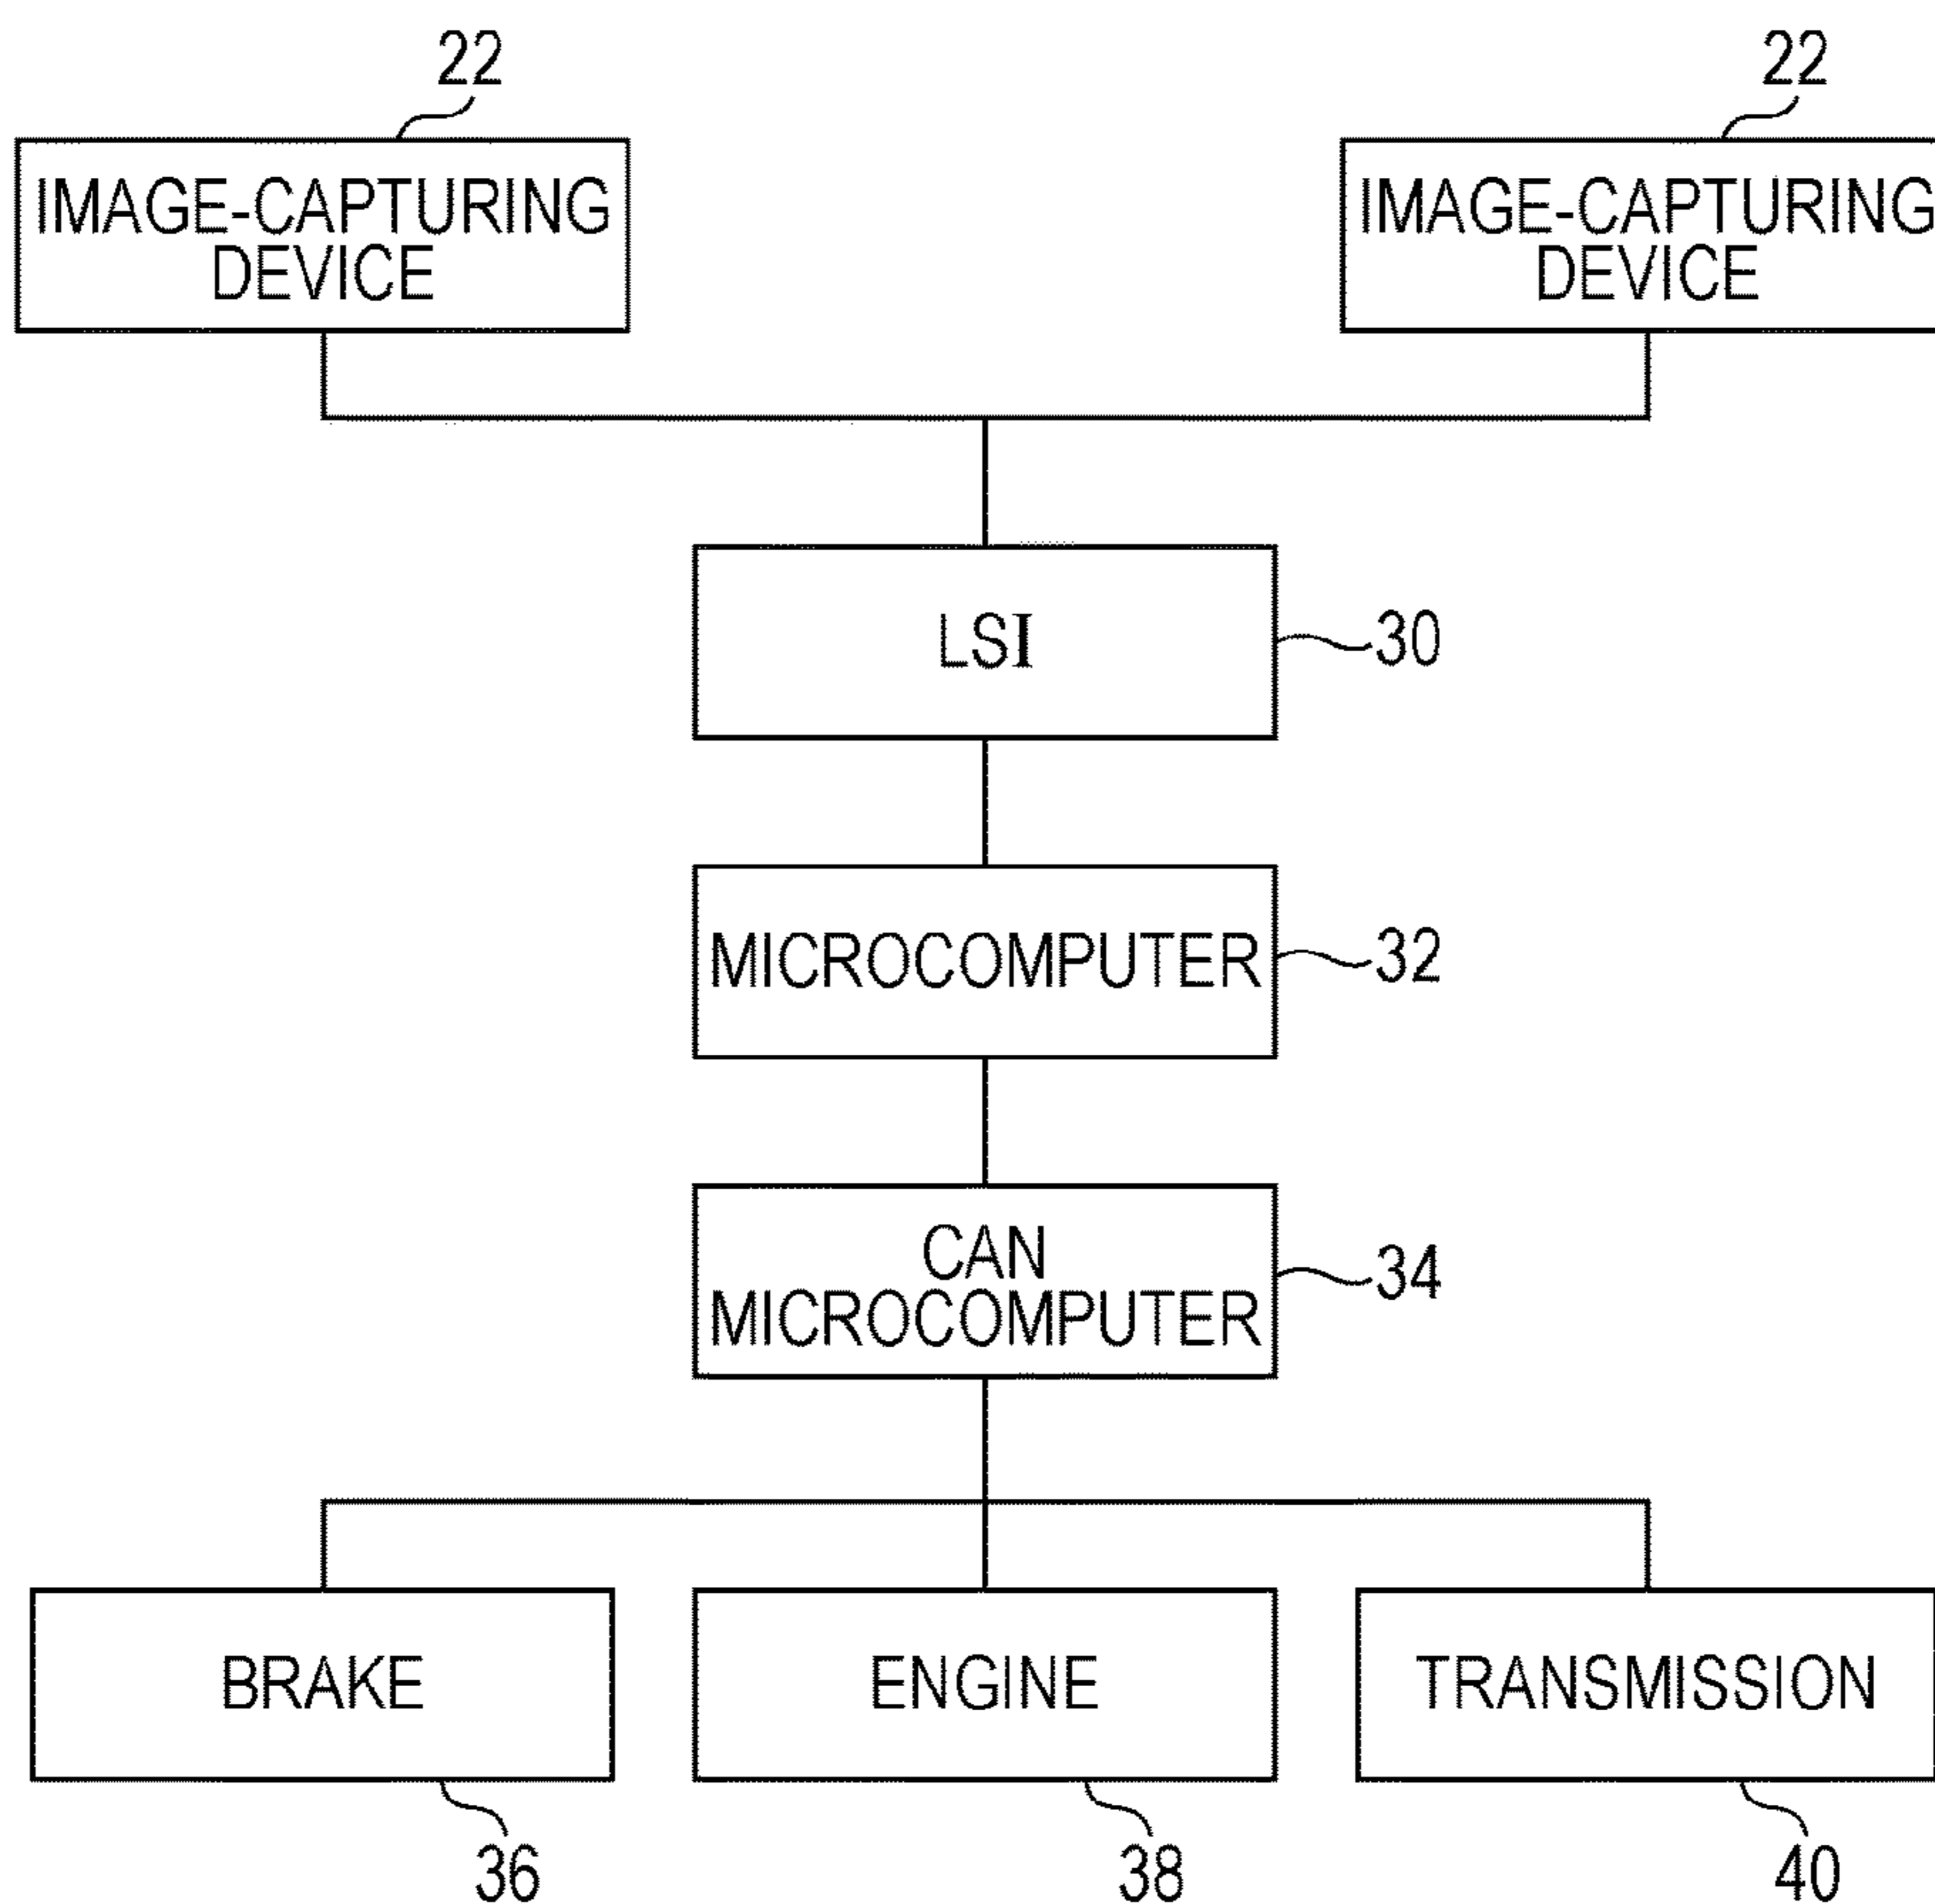 22
22
IMAGE-CAPTURING
DEVICE
IMAGE-CAPTURING
DEVICE
LSI
30
MICROCOMPUTER
32
CAN
MICROCOMPUTER
34
BRAKE
ENGINE
TRANSMISSION
36
38
40